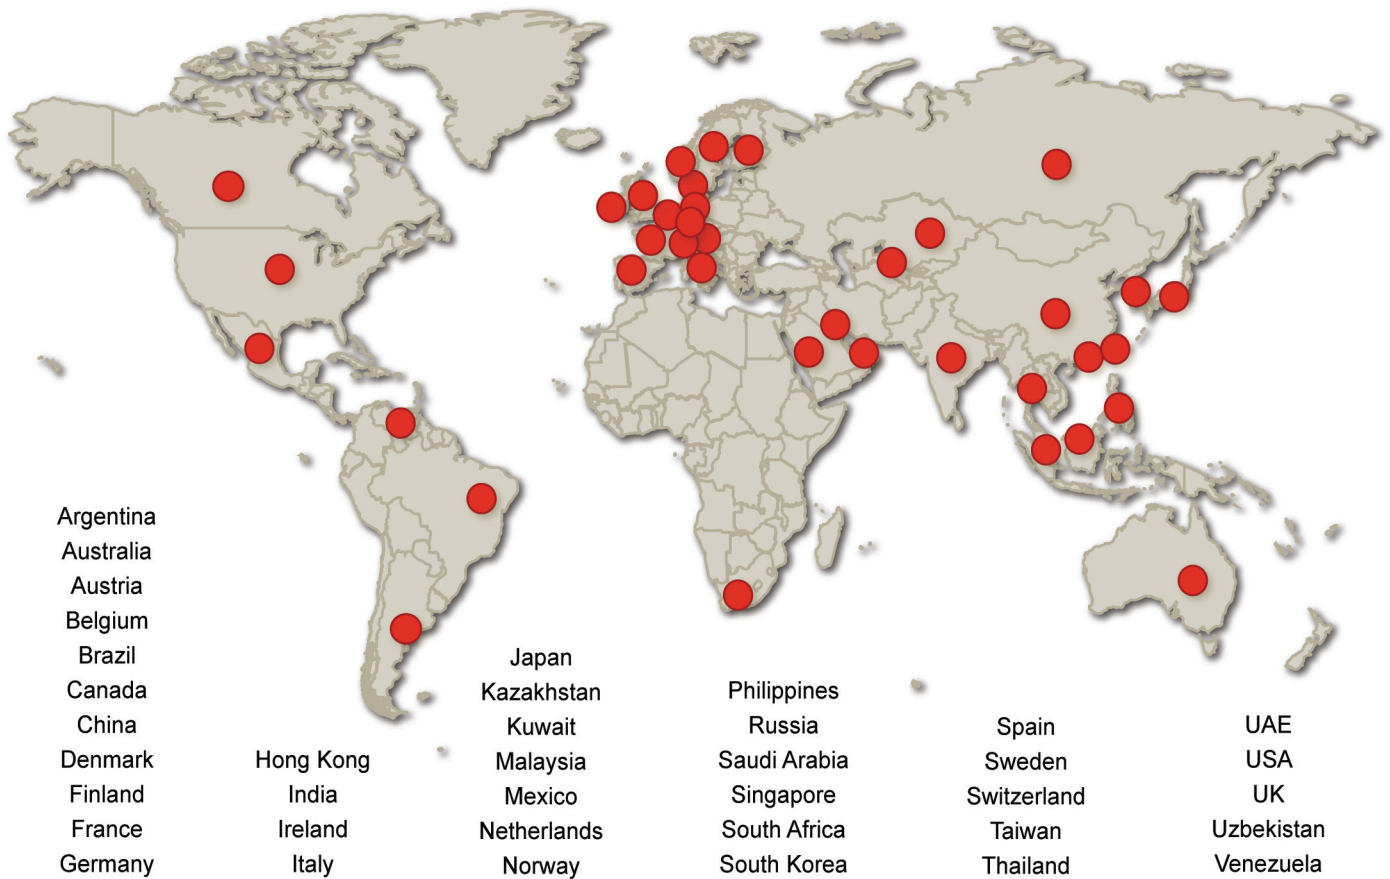 Argentina
Australia
Austria
Belgium
Brazil
Canada
China
Denmark
Finland
France
Germany
Hong Kong
India
Ireland
Italy
Japan
Kazakhstan
Kuwait
Malaysia
Mexico
Netherlands
Norway
Philippines
Russia
Saudi Arabia
Singapore
South Africa
South Korea
Spain
Sweden
Switzerland
Taiwan
Thailand
UAE
USA
UK
Uzbekistan
Venezuela